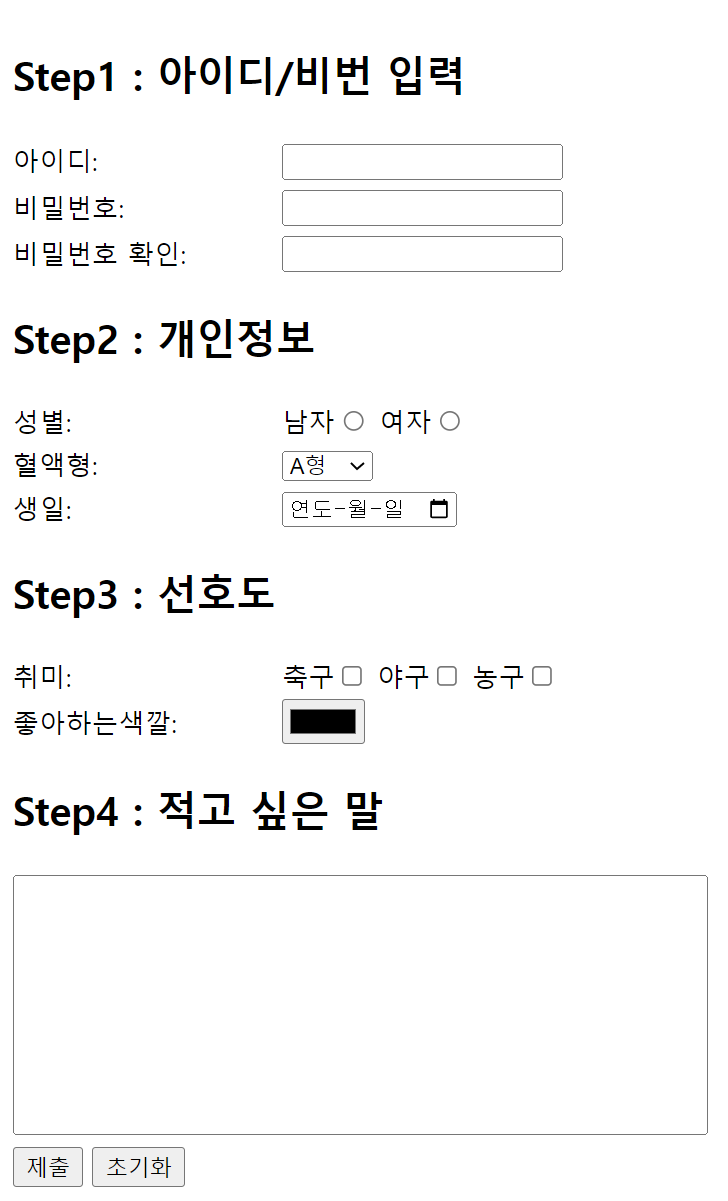 Step1 : 아이디/비번 입력
아이디:
비밀번호:
비밀번호 확인:
Step2 : 개인정보
성별: 남자 여자
혈액형: A형
생일: 연도-월-일
Step3 : 선호도
취미: 축구 야구 농구
좋아하는색깔:
Step4 : 적고 싶은 말
제출 초기화